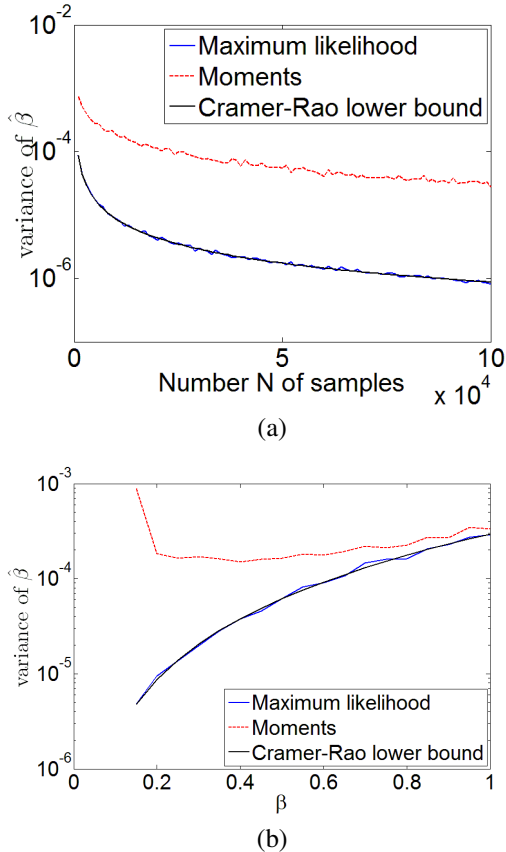 10^-2
Maximum likelihood
Moments
Cramer-Rao lower bound
10^-4
variance of β̂
10^-6
0 5 10
Number N of samples
x 10^4
(a)
10^-3
10^-4
variance of β̂
10^-5
Maximum likelihood
Moments
Cramer-Rao lower bound
10^-6
0 0.2 0.4 0.6 0.8 1
β
(b)